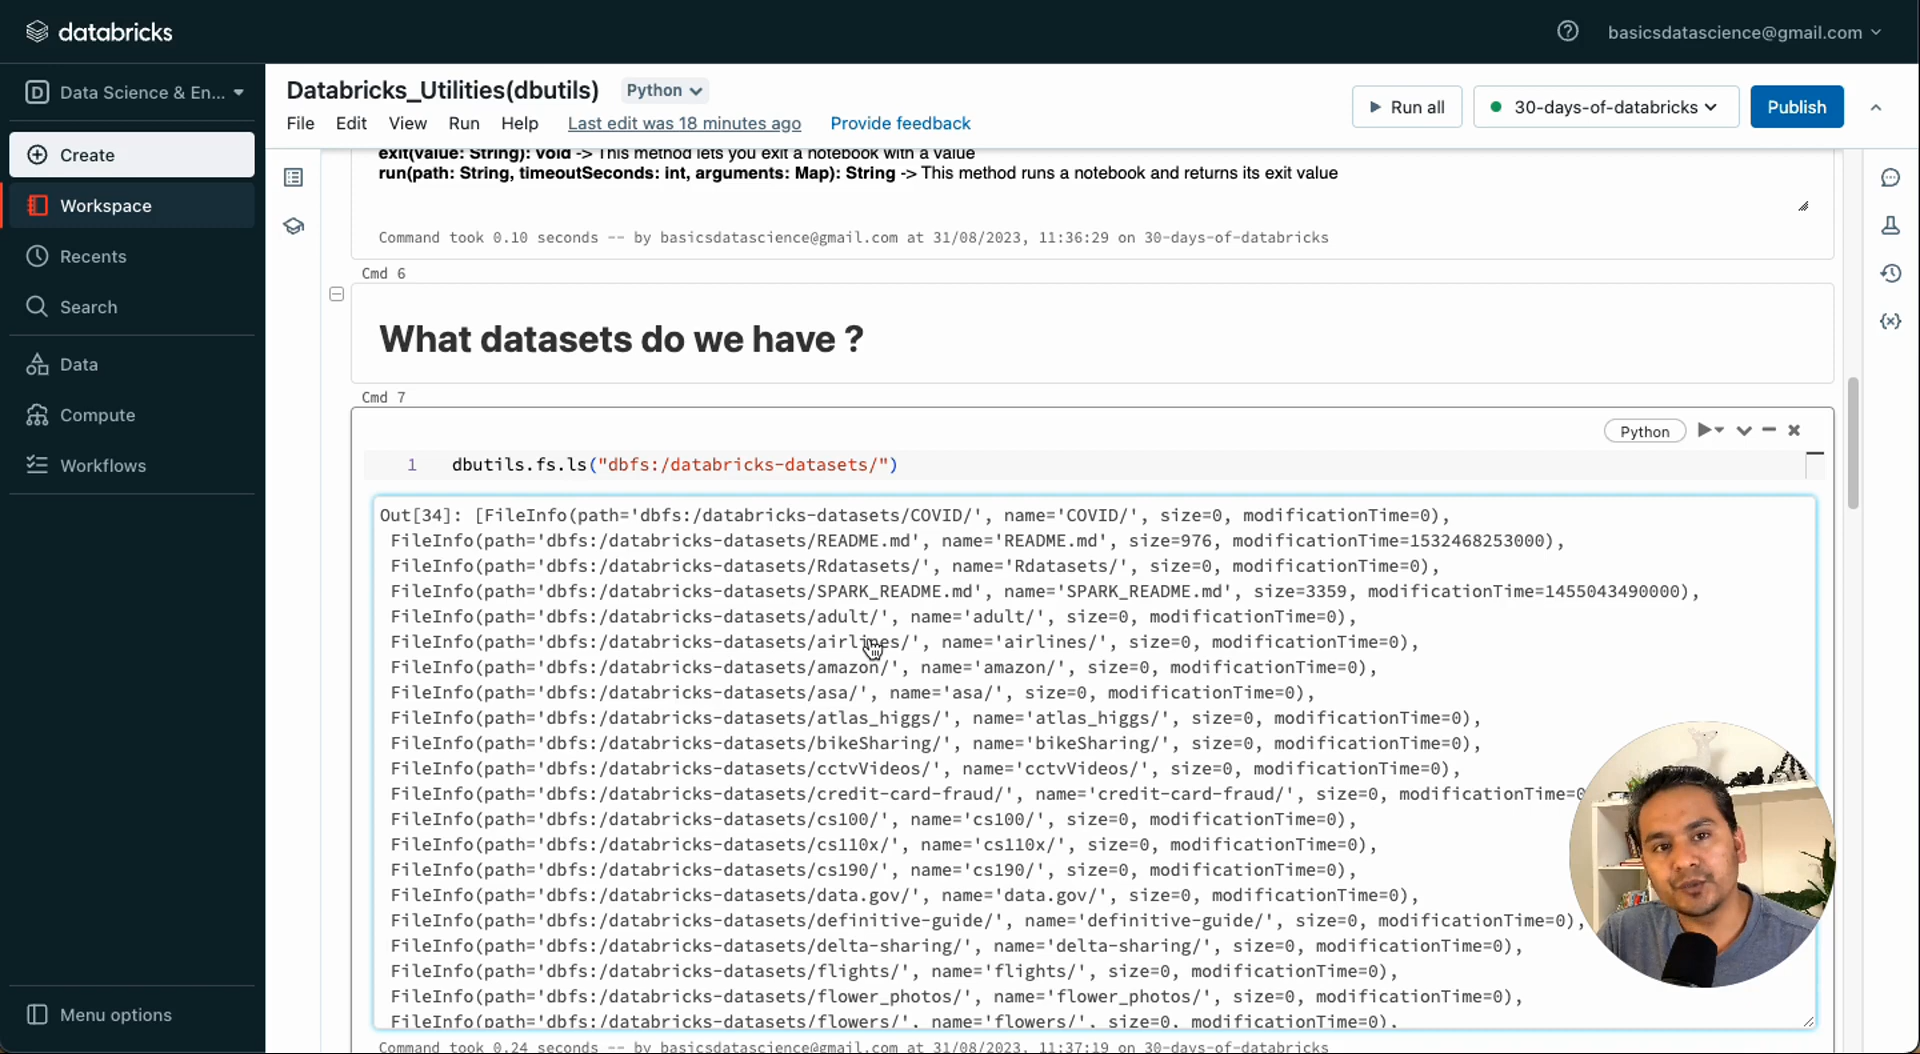 databricks
basicsdatascience@gmail.com
Data Science & En...
Create
Workspace
Recents
Search
Data
Compute
Workflows
Menu options
Databricks_Utilities(dbutils)
Python
File Edit View Run Help Last edit was 18 minutes ago Provide feedback
Run all
30-days-of-databricks
Publish
exit(value: String): void -> This method lets you exit a notebook with a value
run(path: String, timeoutSeconds: int, arguments: Map): String -> This method runs a notebook and returns its exit value
Command took 0.10 seconds -- by basicsdatascience@gmail.com at 31/08/2023, 11:36:29 on 30-days-of-databricks
Cmd 6
What datasets do we have ?
Cmd 7
Python
1 dbutils.fs.ls("dbfs:/databricks-datasets/")
Out[34]: [FileInfo(path='dbfs:/databricks-datasets/COVID/', name='COVID/', size=0, modificationTime=0),
FileInfo(path='dbfs:/databricks-datasets/README.md', name='README.md', size=976, modificationTime=1532468253000),
FileInfo(path='dbfs:/databricks-datasets/Rdatasets/', name='Rdatasets/', size=0, modificationTime=0),
FileInfo(path='dbfs:/databricks-datasets/SPARK_README.md', name='SPARK_README.md', size=3359, modificationTime=1455043490000),
FileInfo(path='dbfs:/databricks-datasets/adult/', name='adult/', size=0, modificationTime=0),
FileInfo(path='dbfs:/databricks-datasets/airlines/', name='airlines/', size=0, modificationTime=0),
FileInfo(path='dbfs:/databricks-datasets/amazon/', name='amazon/', size=0, modificationTime=0),
FileInfo(path='dbfs:/databricks-datasets/asa/', name='asa/', size=0, modificationTime=0),
FileInfo(path='dbfs:/databricks-datasets/atlas_higgs/', name='atlas_higgs/', size=0, modificationTime=0),
FileInfo(path='dbfs:/databricks-datasets/bikeSharing/', name='bikeSharing/', size=0, modificationTime=0),
FileInfo(path='dbfs:/databricks-datasets/cctvVideos/', name='cctvVideos/', size=0, modificationTime=0),
FileInfo(path='dbfs:/databricks-datasets/credit-card-fraud/', name='credit-card-fraud/', size=0, modificationTime=0
FileInfo(path='dbfs:/databricks-datasets/cs100/', name='cs100/', size=0, modificationTime=0),
FileInfo(path='dbfs:/databricks-datasets/cs110x/', name='cs110x/', size=0, modificationTime=0),
FileInfo(path='dbfs:/databricks-datasets/cs190/', name='cs190/', size=0, modificationTime=0),
FileInfo(path='dbfs:/databricks-datasets/data.gov/', name='data.gov/', size=0, modificationTime=0),
FileInfo(path='dbfs:/databricks-datasets/definitive-guide/', name='definitive-guide/', size=0, modificationTime=0),
FileInfo(path='dbfs:/databricks-datasets/delta-sharing/', name='delta-sharing/', size=0, modificationTime=0),
FileInfo(path='dbfs:/databricks-datasets/flights/', name='flights/', size=0, modificationTime=0),
FileInfo(path='dbfs:/databricks-datasets/flower_photos/', name='flower_photos/', size=0, modificationTime=0),
FileInfo(path='dbfs:/databricks-datasets/flowers/', name='flowers/', size=0, modificationTime=0),
Command took 0.24 seconds -- by basicsdatascience@gmail.com at 31/08/2023, 11:37:19 on 30-days-of-databricks